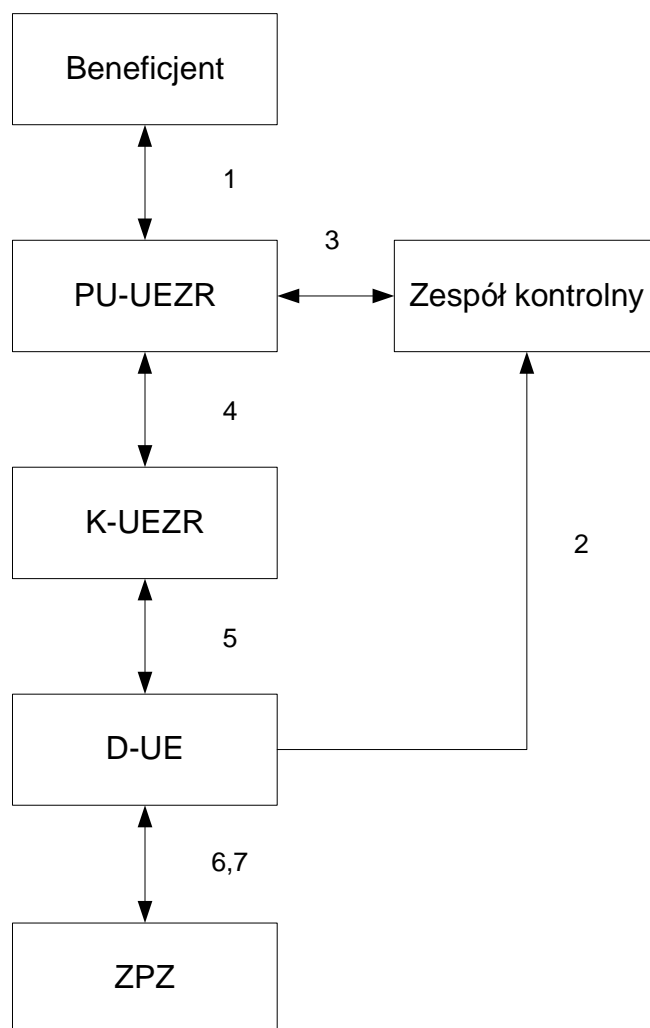 Beneficjent
1
3
PU-UEZR
Zespół kontrolny
4
K-UEZR
2
5
D-UE
6,7
ZPZ